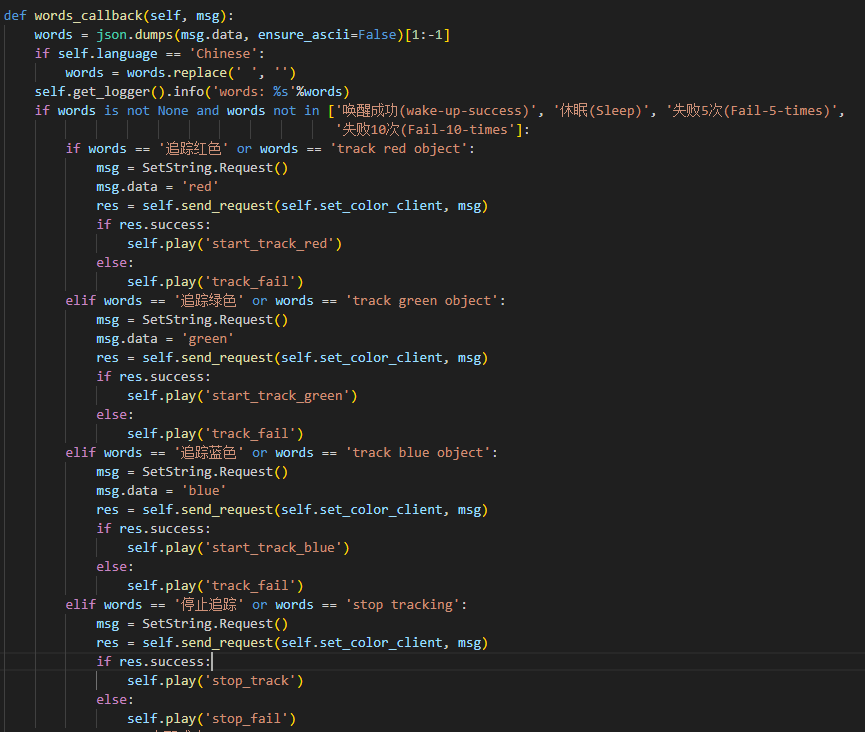 def words_callback(self, msg):
    words = json.dumps(msg.data, ensure_ascii=False)[1:-1]
    if self.language == 'Chinese':
        words = words.replace(' ', '')
    self.get_logger().info('words: %s'%words)
    if words is not None and words not in ['唤醒成功(wake-up-success)', '休眠(Sleep)', '失败5次(Fail-5-times)',
                                           '失败10次(Fail-10-times']:
        if words == '追踪红色' or words == 'track red object':
            msg = SetString.Request()
            msg.data = 'red'
            res = self.send_request(self.set_color_client, msg)
            if res.success:
                self.play('start_track_red')
            else:
                self.play('track_fail')
        elif words == '追踪绿色' or words == 'track green object':
            msg = SetString.Request()
            msg.data = 'green'
            res = self.send_request(self.set_color_client, msg)
            if res.success:
                self.play('start_track_green')
            else:
                self.play('track_fail')
        elif words == '追踪蓝色' or words == 'track blue object':
            msg = SetString.Request()
            msg.data = 'blue'
            res = self.send_request(self.set_color_client, msg)
            if res.success:
                self.play('start_track_blue')
            else:
                self.play('track_fail')
        elif words == '停止追踪' or words == 'stop tracking':
            msg = SetString.Request()
            res = self.send_request(self.set_color_client, msg)
            if res.success:
                self.play('stop_track')
            else:
                self.play('stop_fail')